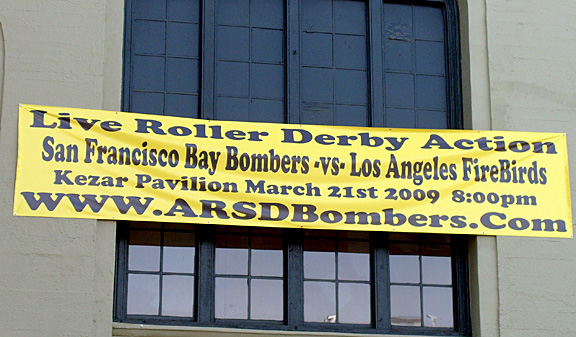 Live Roller Derby Action
San Francisco Bay Bombers -vs- Los Angeles FireBirds
Kezar Pavilion March 21st 2009 8:00pm
www.ARSDBombers.Com